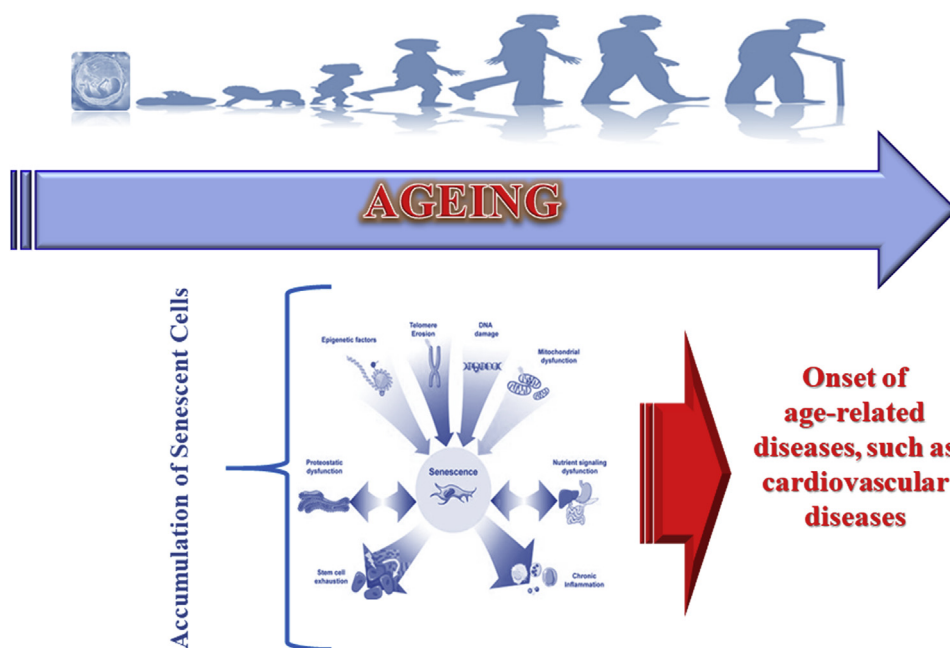 AGEING
Accumulation of Senescent Cells
Telomere
Erosion
DNA
damage
Epigenetic factors
Mitochondrial
dysfunction
Proteostatic
dysfunction
Senescence
Nutrient signaling
dysfunction
Stem cell
exhaustion
Chronic
Inflammation
Onset of
age-related
diseases, such as
cardiovascular
diseases